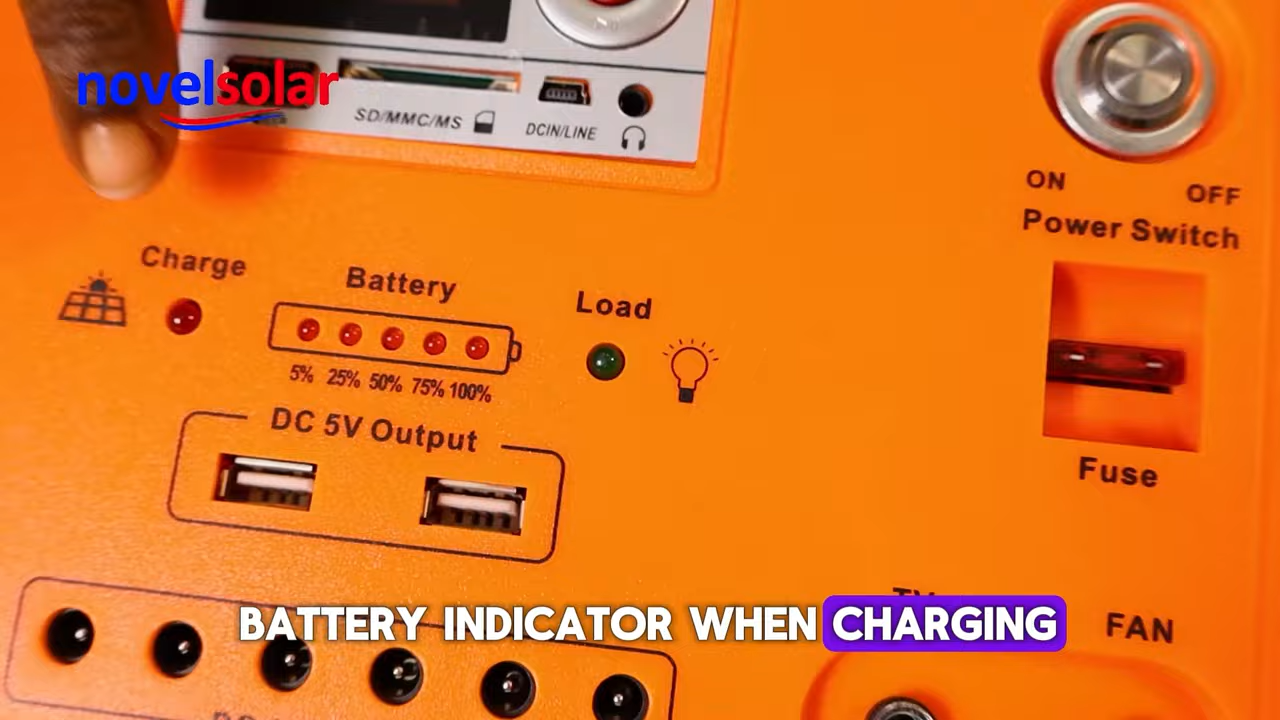 novelsolar
SD/MMC/MS
DCIN/LINE
ON OFF
Power Switch
Charge
Battery
Load
5% 25% 50% 75% 100%
DC 5V Output
Fuse
FAN
BATTERY INDICATOR WHEN CHARGING